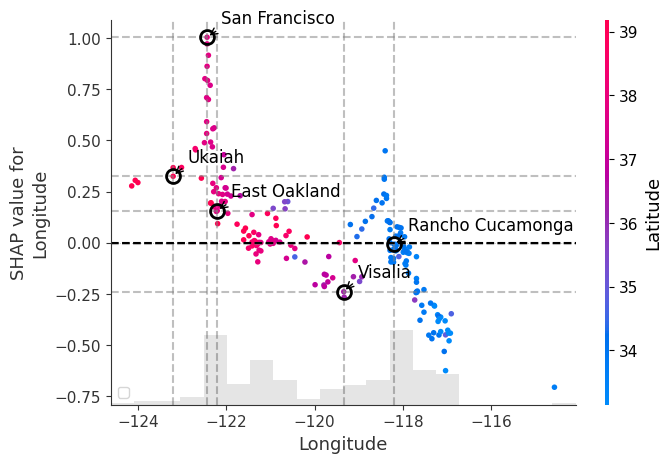 San Francisco
Ukaiah
East Oakland
Rancho Cucamonga
Visalia
1.00
0.75
0.50
0.25
0.00
−0.25
−0.50
−0.75
SHAP value for
Longitude
−124
−122
−120
−118
−116
Longitude
39
38
37
36
35
34
Latitude